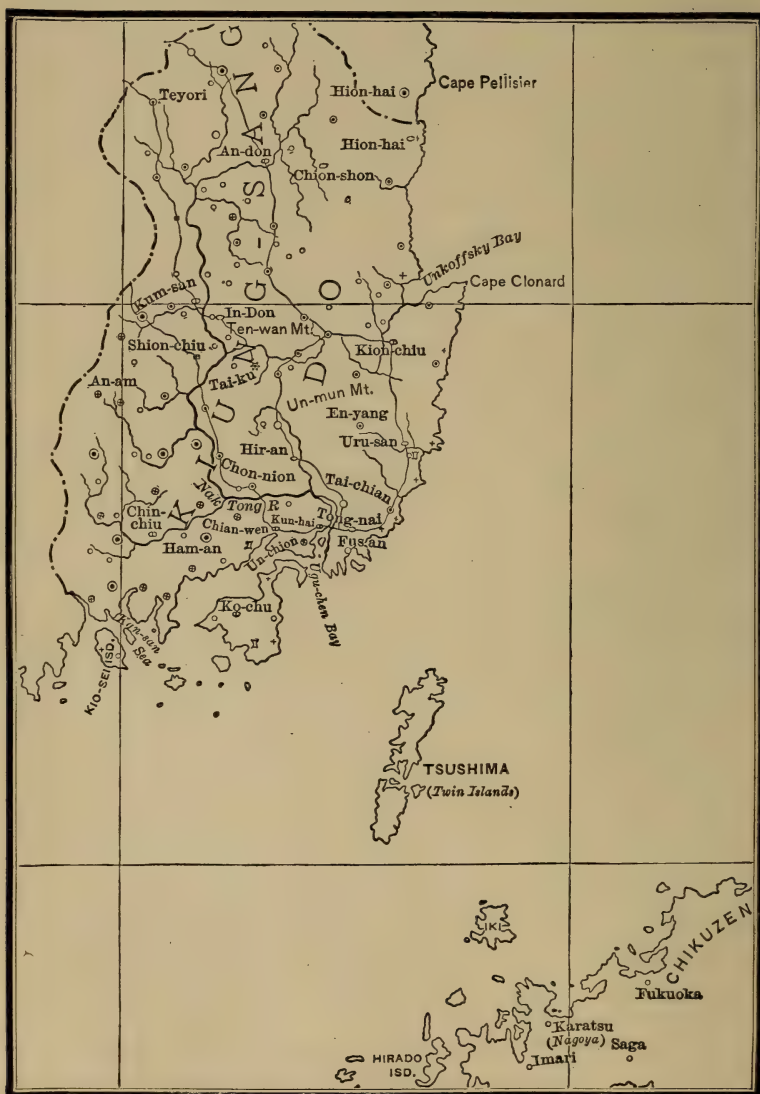 Teyori
Hion-hai
Cape Pellisier
Hion-hai
An-don
Chion-shon
Unkoffsky Bay
Cape Clonard
Kum-san
In-Don
Ten-wan Mt.
Shion-chiu
Kion-chiu
Tai-ku
An-am
Un-mun Mt.
En-yang
Uru-san
Hir-an
Chon-nion
Tai-chian
KIUNG-SANG DO
Nak Tong R
Chin-
chiu
Chian-wen
Kun-hai
Tong-nai
Ham-an
Un-chion
Fusan
Ko-chu
Ugu-chen Bay
Sea
KIO-SEI ISD.
TSUSHIMA
(Twin Islands)
IKI
CHIKUZEN
Fukuoka
Karatsu
(Nagoya)
Saga
Imari
HIRADO
ISD.